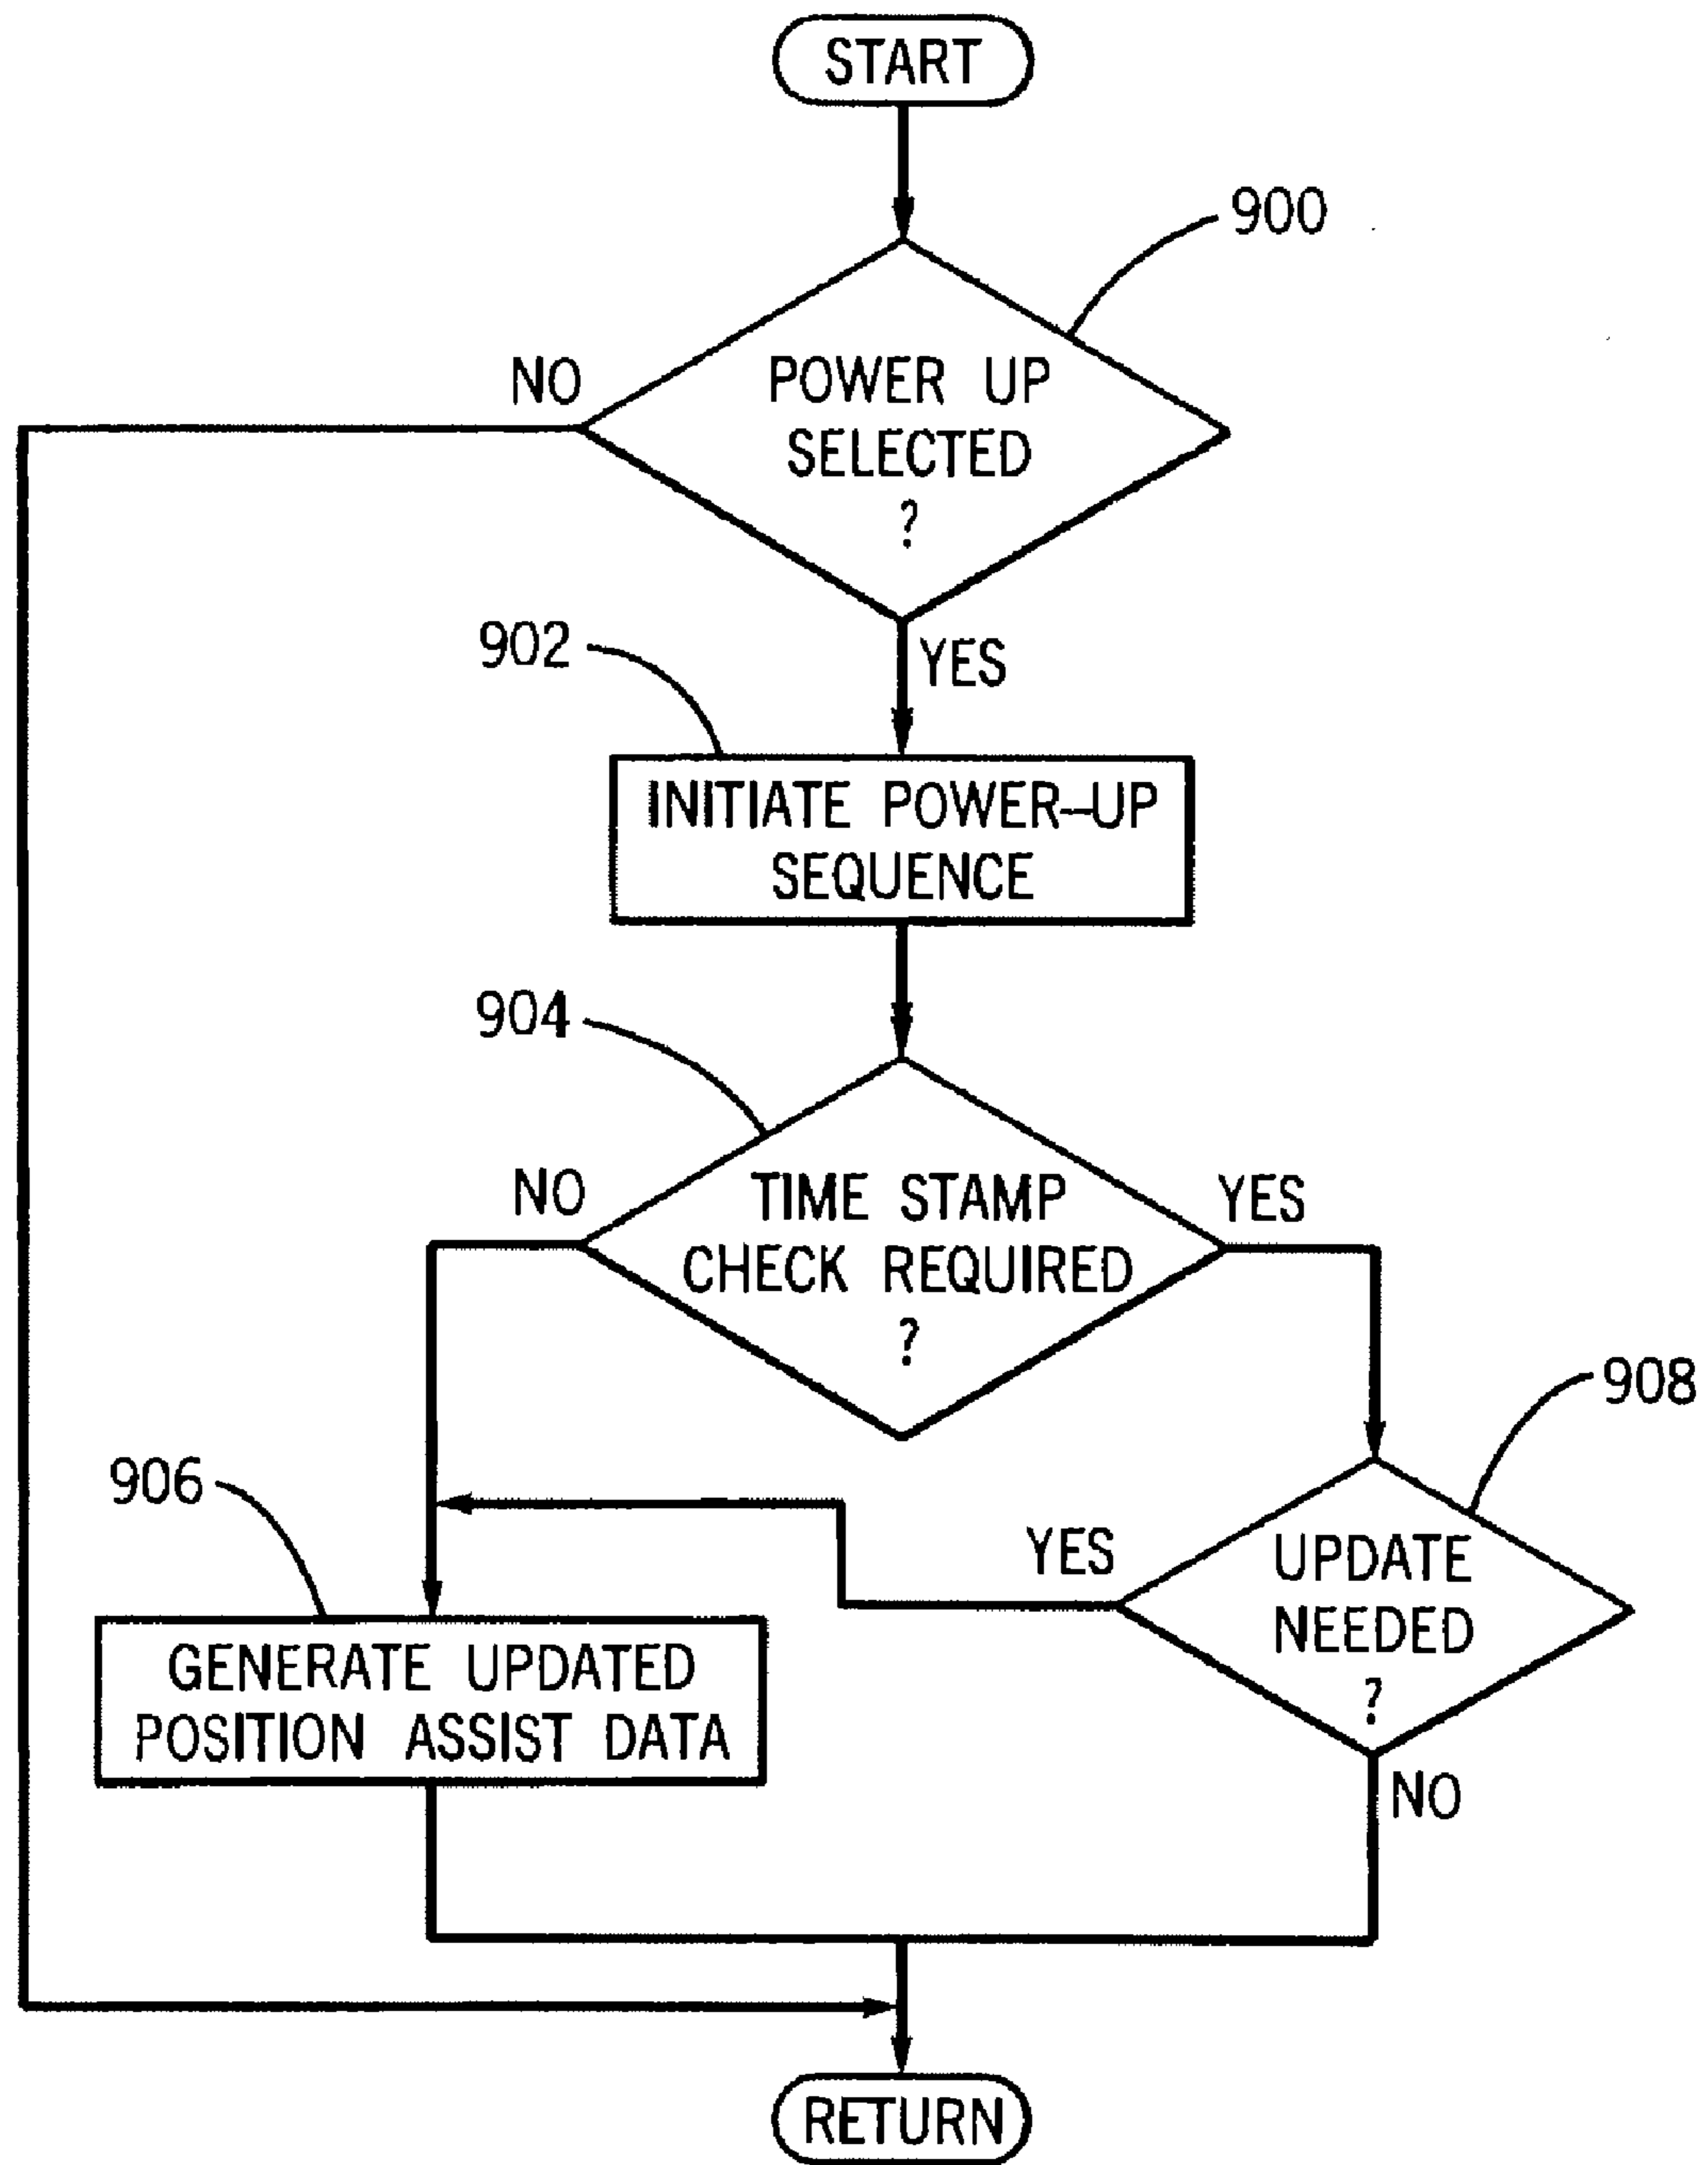 START
900
NO
POWER UP
SELECTED
?
902
YES
INITIATE POWER-UP
SEQUENCE
904
NO
TIME STAMP
CHECK REQUIRED
?
YES
908
906
YES
UPDATE
NEEDED
?
GENERATE UPDATED
POSITION ASSIST DATA
NO
RETURN